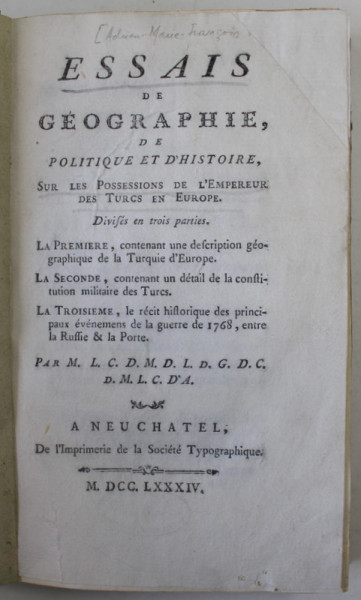 [Adrien-Marie-François
ESSAIS
DE
GÉOGRAPHIE,
DE
POLITIQUE ET D'HISTOIRE,
SUR LES POSSESSIONS DE L'EMPEREUR
DES TURCS EN EUROPE.
Divisés en trois parties.
LA PREMIERE, contenant une description géo-
graphique de la Turquie d'Europe.
LA SECONDE, contenant un détail de la consti-
tution militaire des Turcs.
LA TROISIEME, le récit historique des princi-
paux événemens de la guerre de 1768, entre
la Russie & la Porte.
PAR M. L. C. D. M. D. L. D. G. D. C.
D. M. L. C. D'A.
A NEUCHATEL,
De l'Imprimerie de la Société Typographique.
M. DCC. LXXXIV.